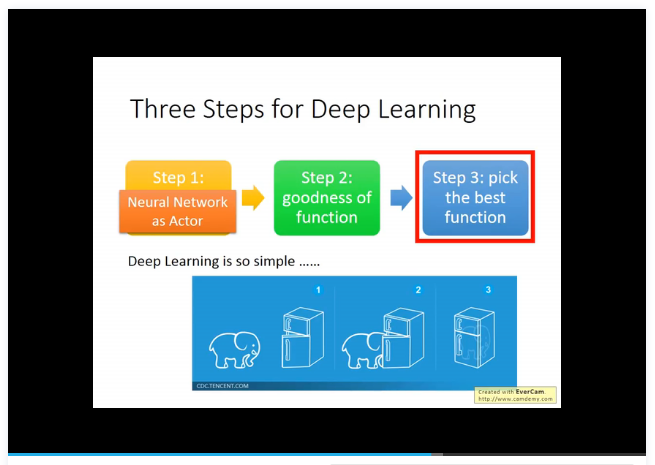 Three Steps for Deep Learning
Step 1:
Neural Network
as Actor
Step 2:
goodness of
function
Step 3: pick
the best
function
Deep Learning is so simple ......
1
2
3
CDC.TENCENT.COM
Created with EverCam.
http://www.camdemy.com